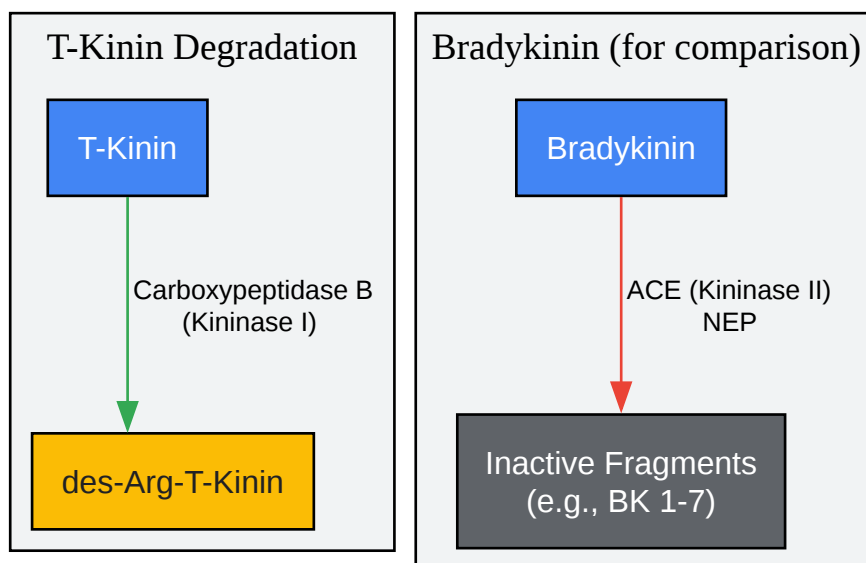 T-Kinin Degradation
T-Kinin
Carboxypeptidase B
(Kininase I)
des-Arg-T-Kinin
Bradykinin (for comparison)
Bradykinin
ACE (Kininase II)
NEP
Inactive Fragments
(e.g., BK 1-7)